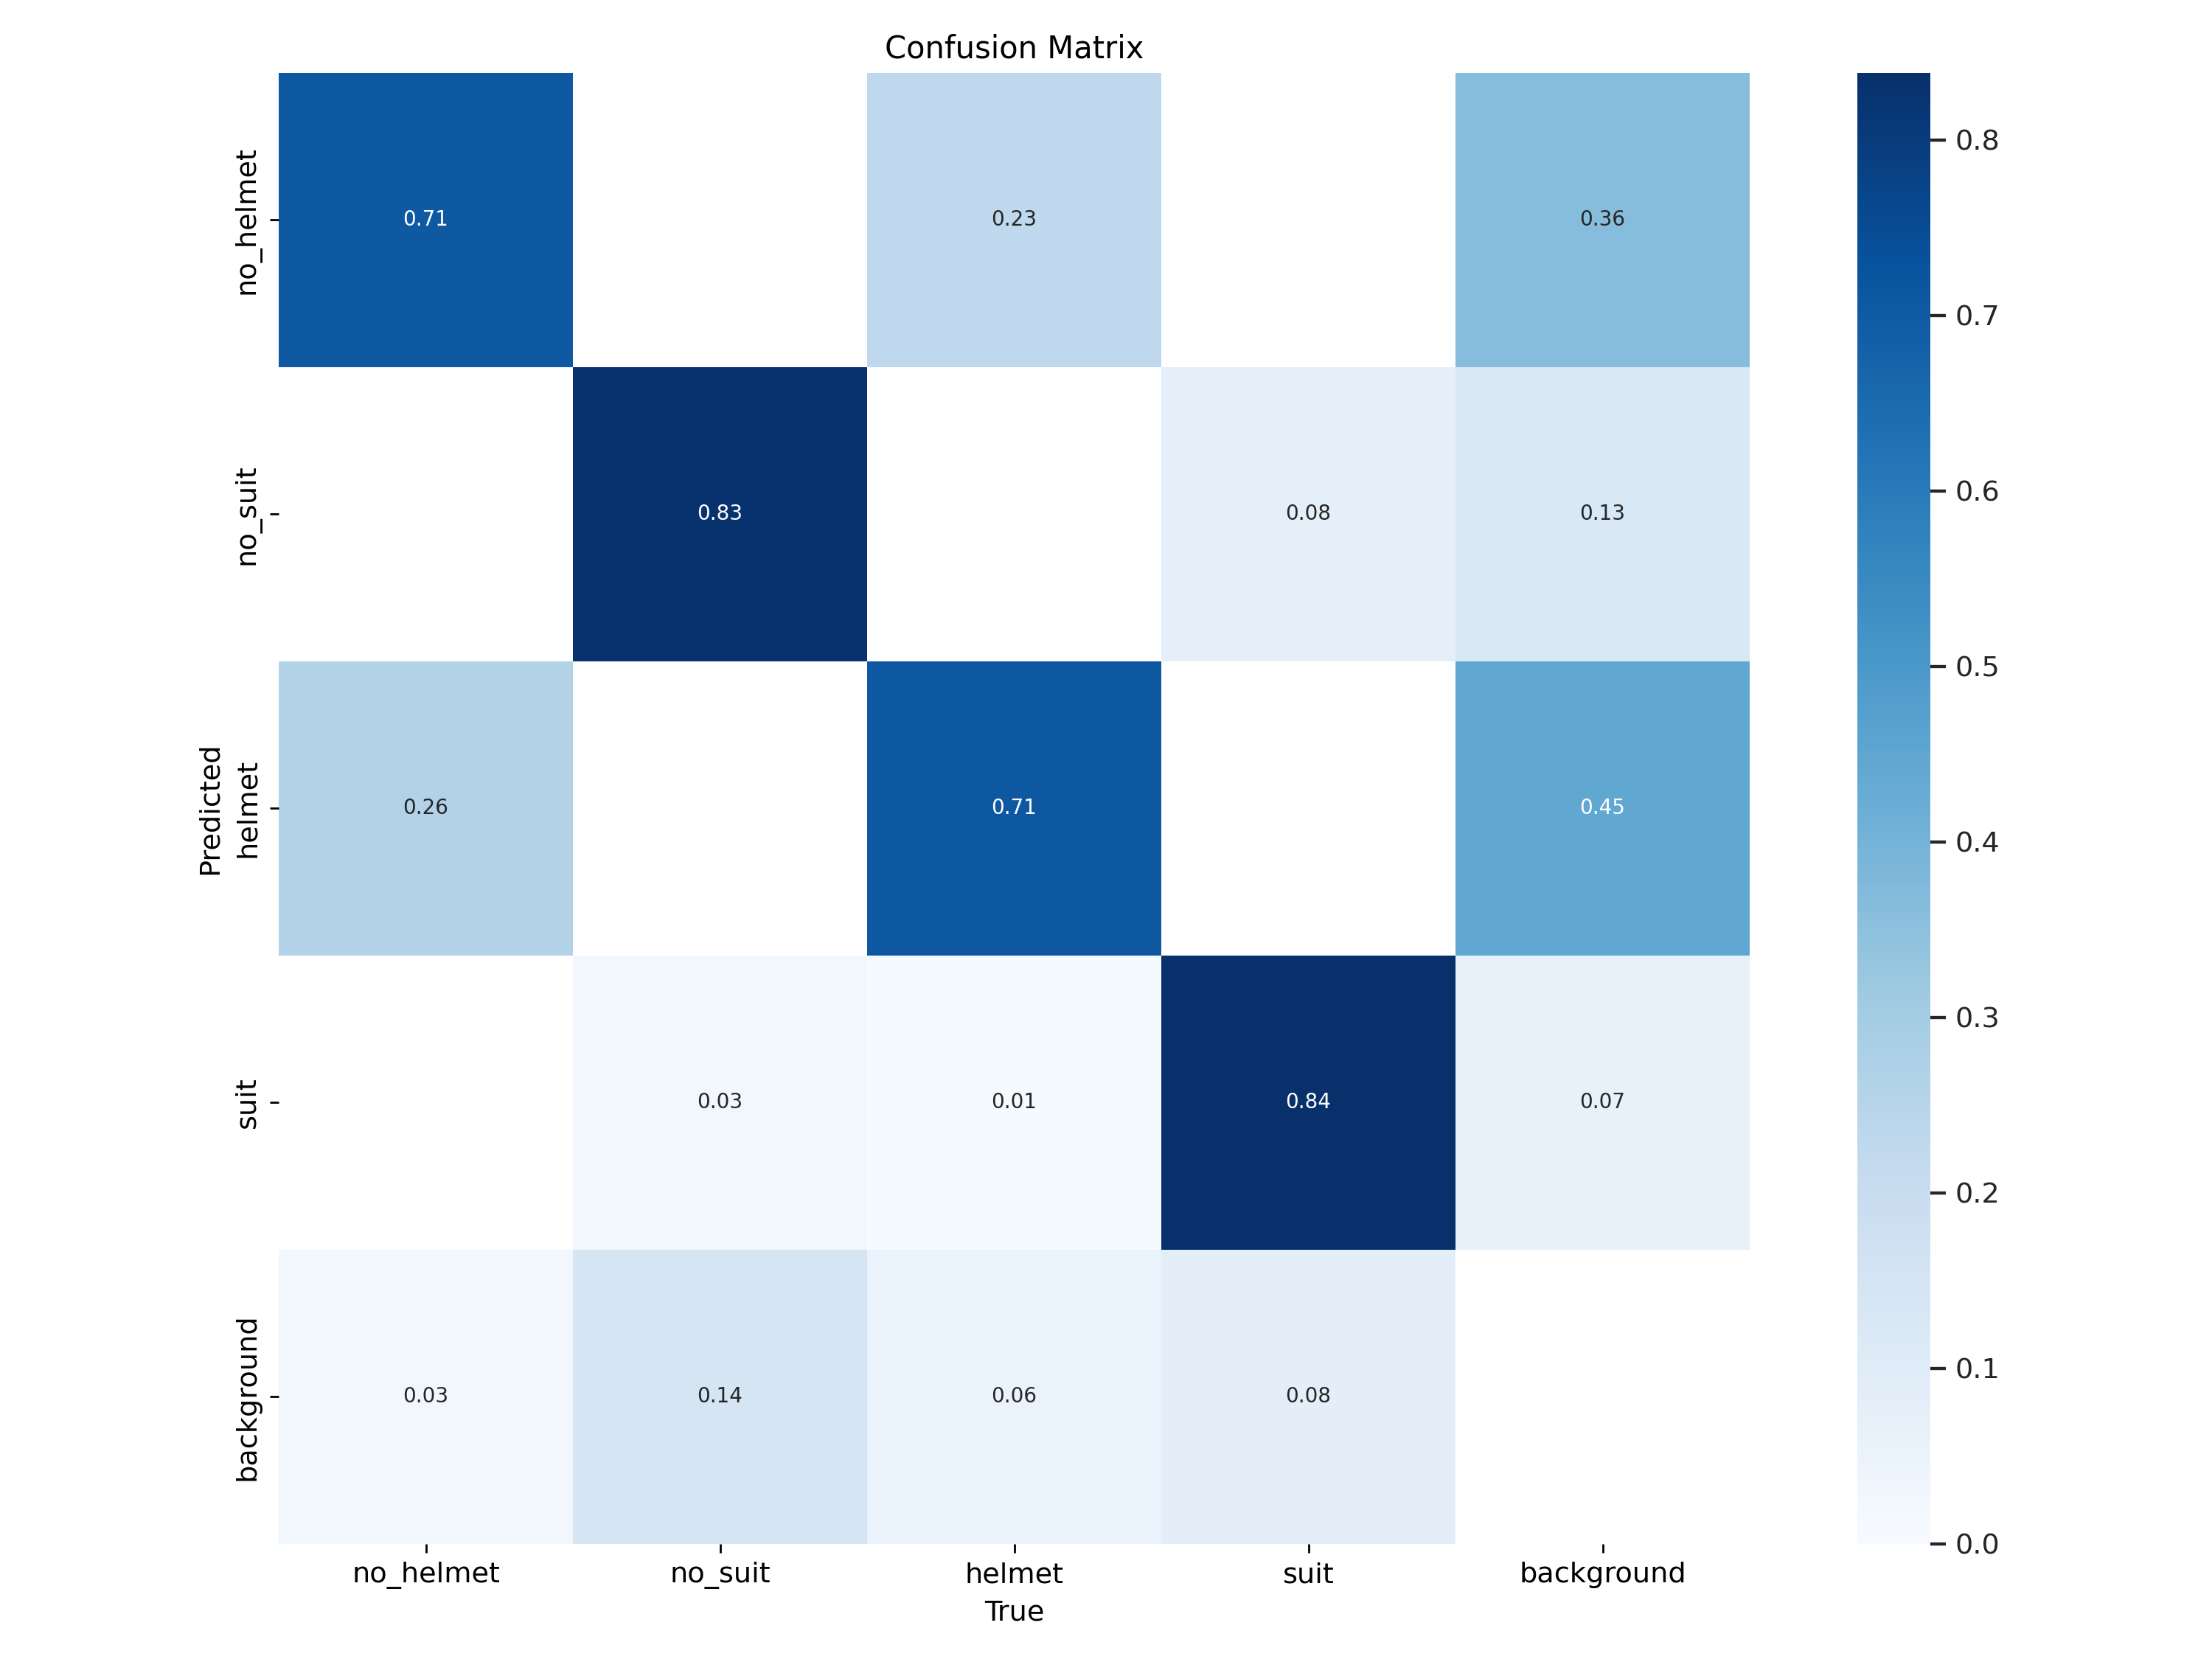 Confusion Matrix
no_helmet
0.71
0.23
0.36
no_suit
0.83
0.08
0.13
Predicted
helmet
0.26
0.71
0.45
suit
0.03
0.01
0.84
0.07
background
0.03
0.14
0.06
0.08
no_helmet
no_suit
helmet
suit
background
True
0.8
0.7
0.6
0.5
0.4
0.3
0.2
0.1
0.0